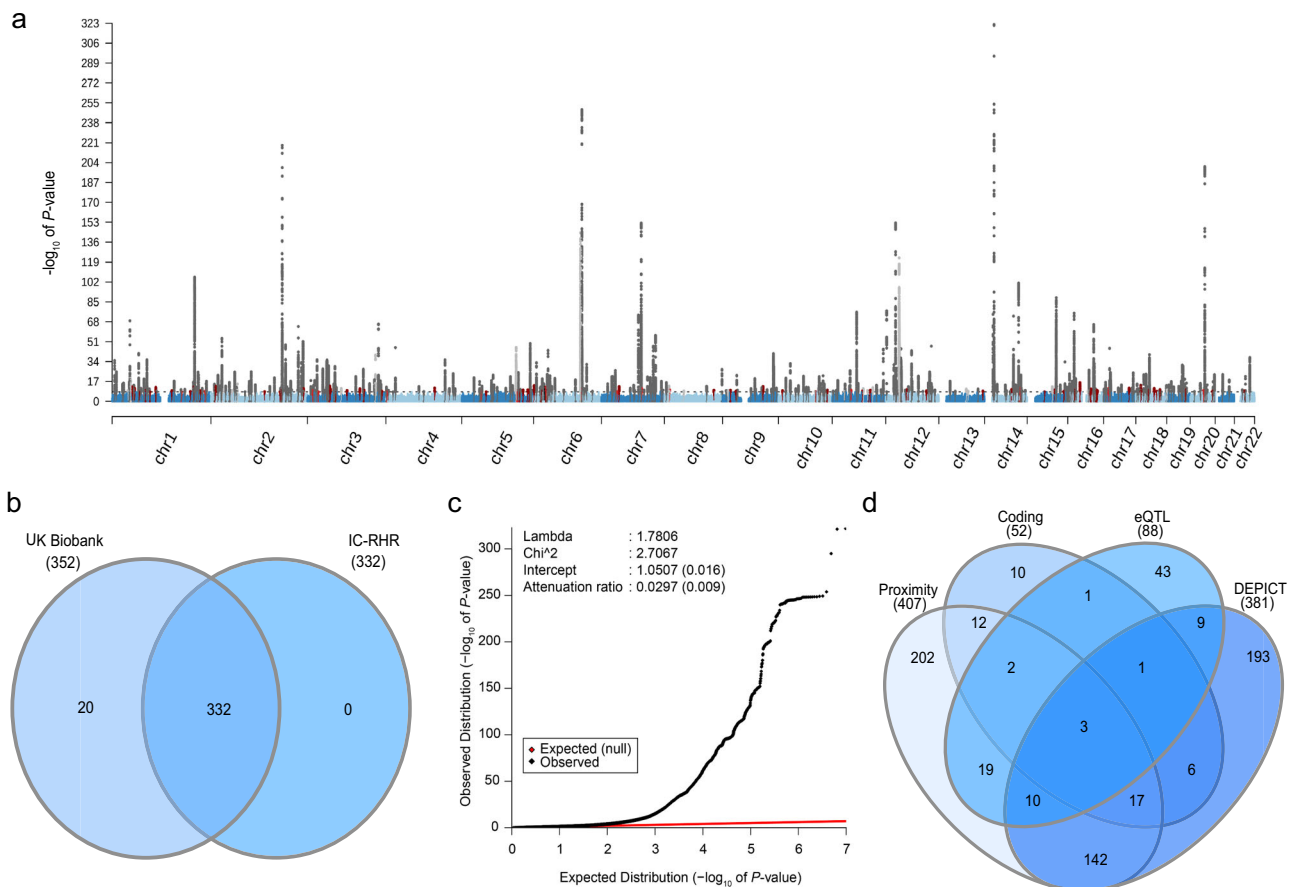 a
323
306
289
272
255
238
221
204
187
170
153
136
119
102
85
68
51
34
17
0
-log10 of P-value
chr1 chr2 chr3 chr4 chr5 chr6 chr7 chr8 chr9 chr10 chr11 chr12 chr13 chr14 chr15 chr16 chr17 chr18 chr19 chr20 chr21 chr22
b
UK Biobank
(352)
IC-RHR
(332)
20 332 0
c
Lambda : 1.7806
Chi^2 : 2.7067
Intercept : 1.0507 (0.016)
Attenuation ratio : 0.0297 (0.009)
300
250
200
150
100
50
0
Observed Distribution (−log10 of P-value)
Expected (null)
Observed
0 1 2 3 4 5 6 7
Expected Distribution (−log10 of P-value)
d
Coding
(52)
eQTL
(88)
Proximity
(407)
DEPICT
(381)
10 43
1
12 9
202 2 1 193
3
19 6
10 17
142